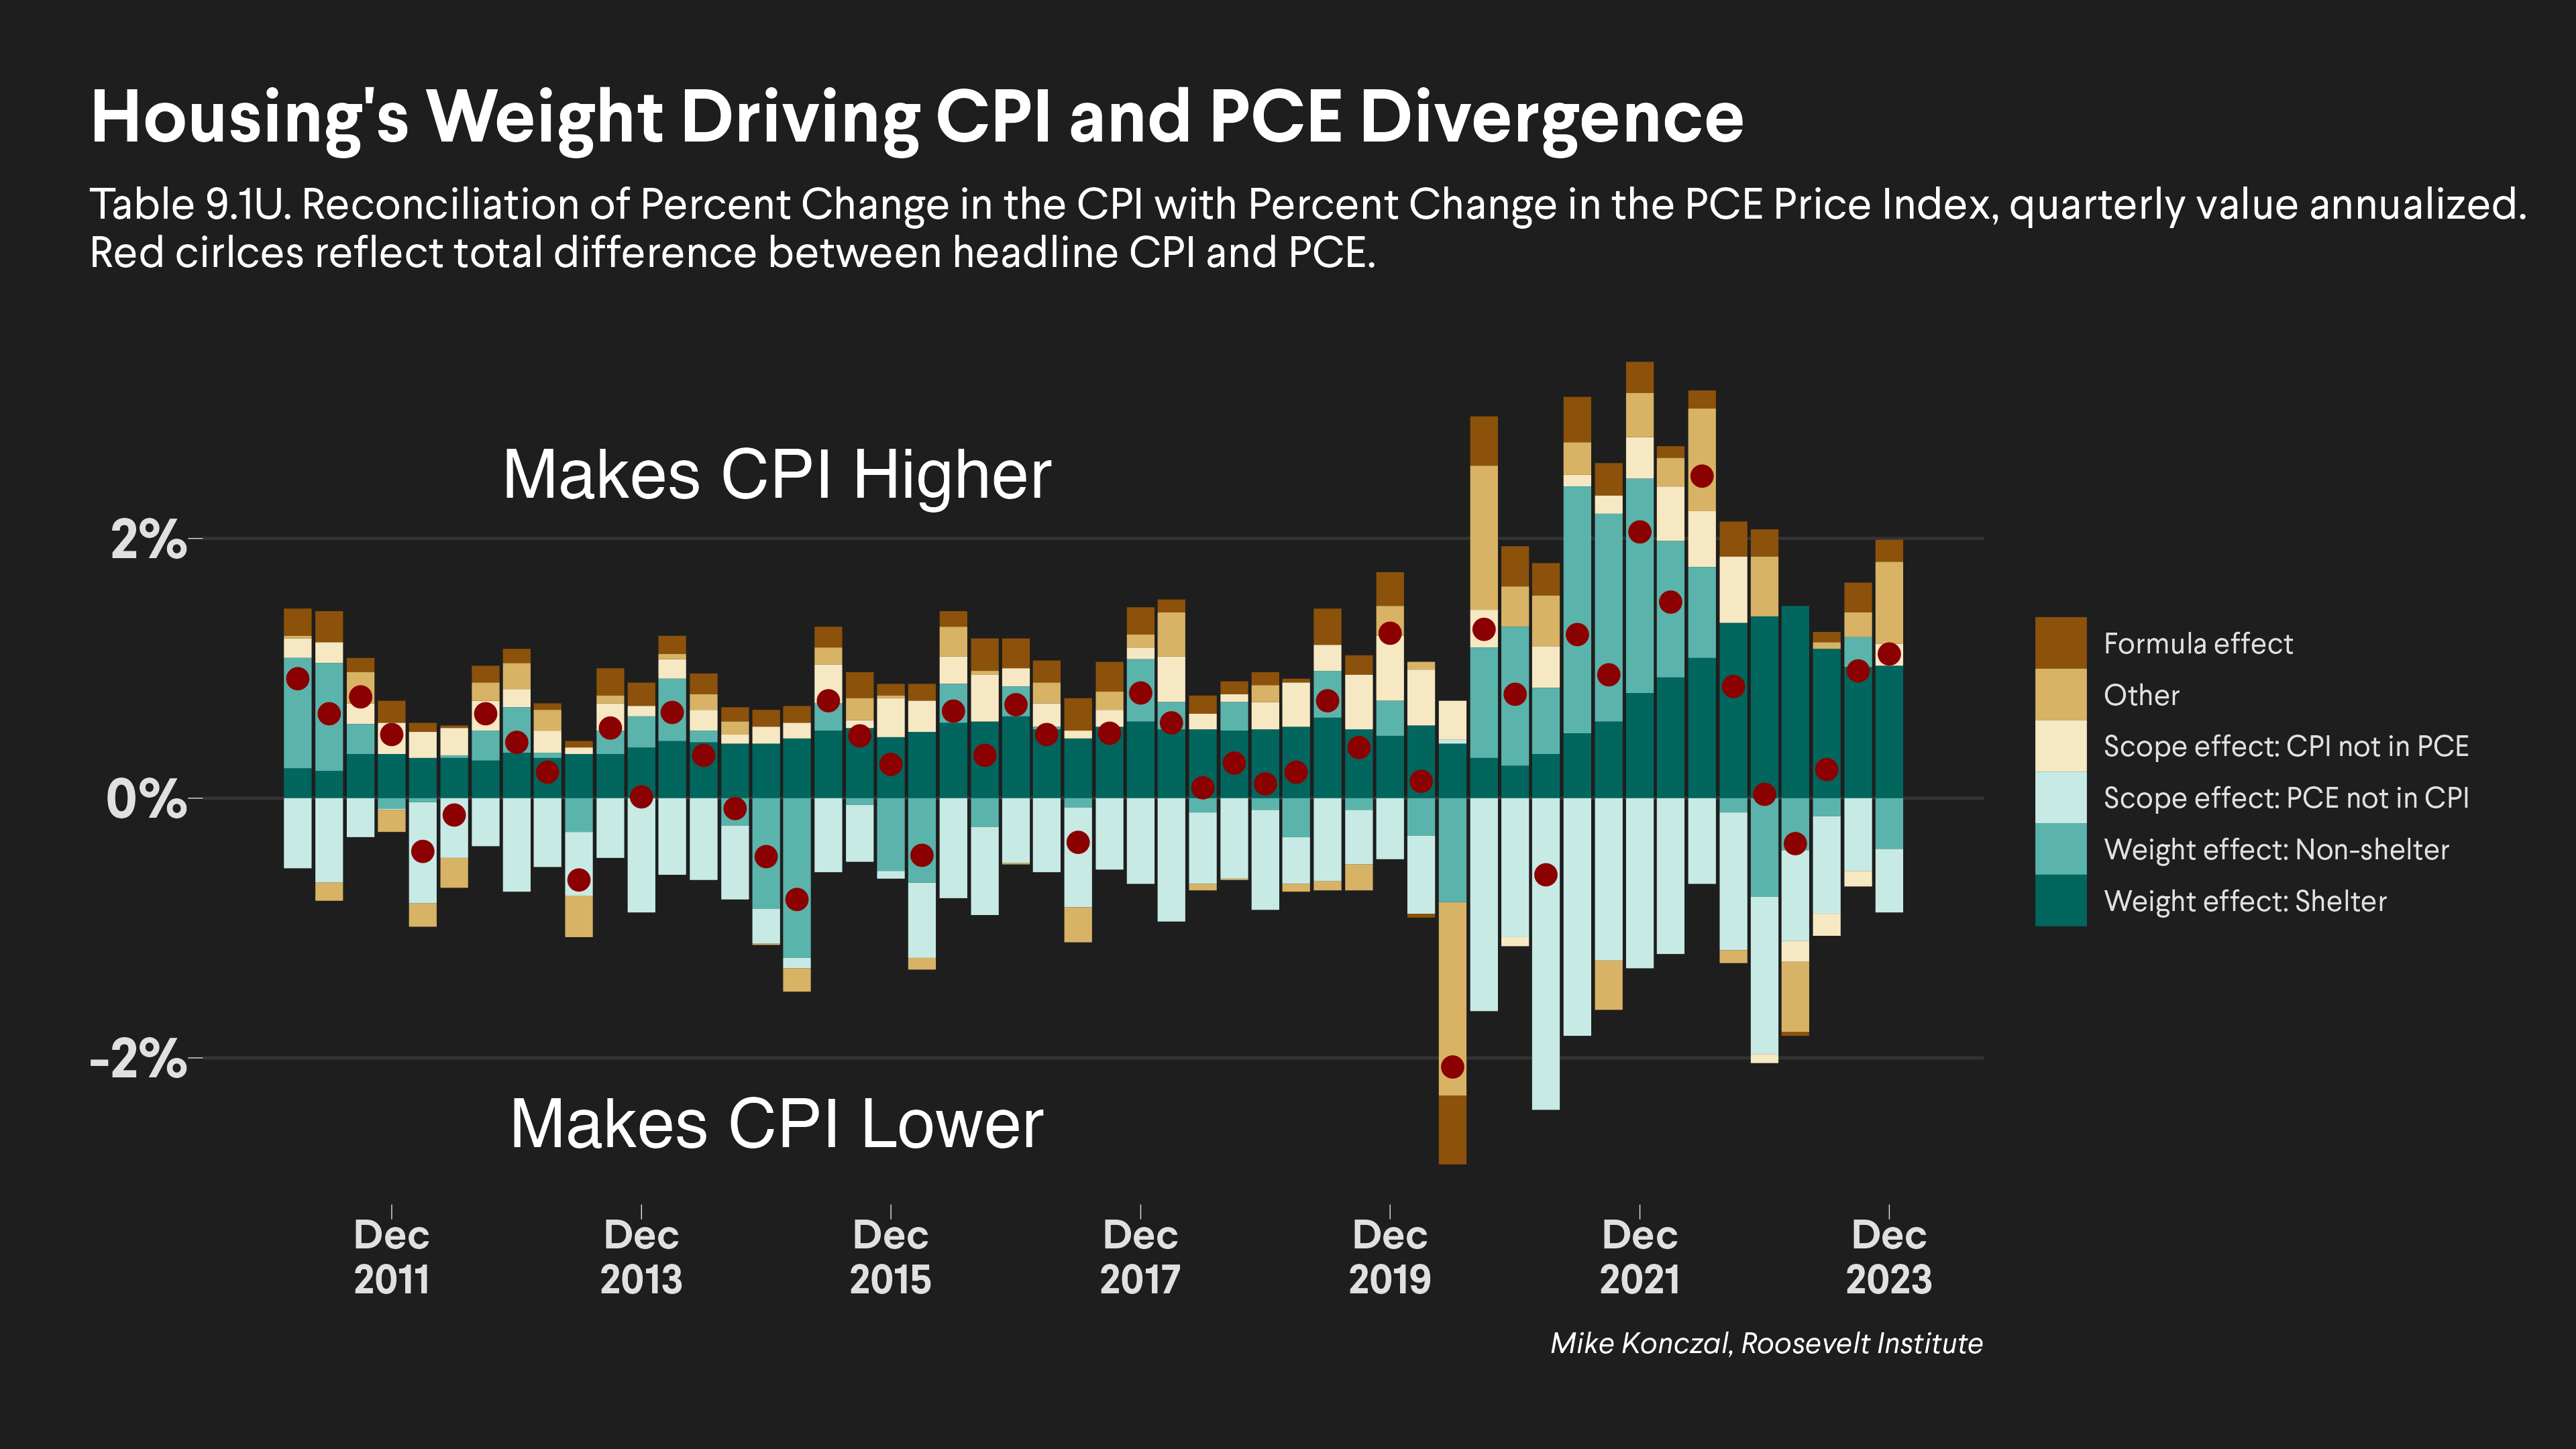 Housing's Weight Driving CPI and PCE Divergence
Table 9.1U. Reconciliation of Percent Change in the CPI with Percent Change in the PCE Price Index, quarterly value annualized.
Red cirlces reflect total difference between headline CPI and PCE.
Makes CPI Higher
2%
0%
-2%
Makes CPI Lower
Formula effect
Other
Scope effect: CPI not in PCE
Scope effect: PCE not in CPI
Weight effect: Non-shelter
Weight effect: Shelter
Dec
2011
Dec
2013
Dec
2015
Dec
2017
Dec
2019
Dec
2021
Dec
2023
Mike Konczal, Roosevelt Institute